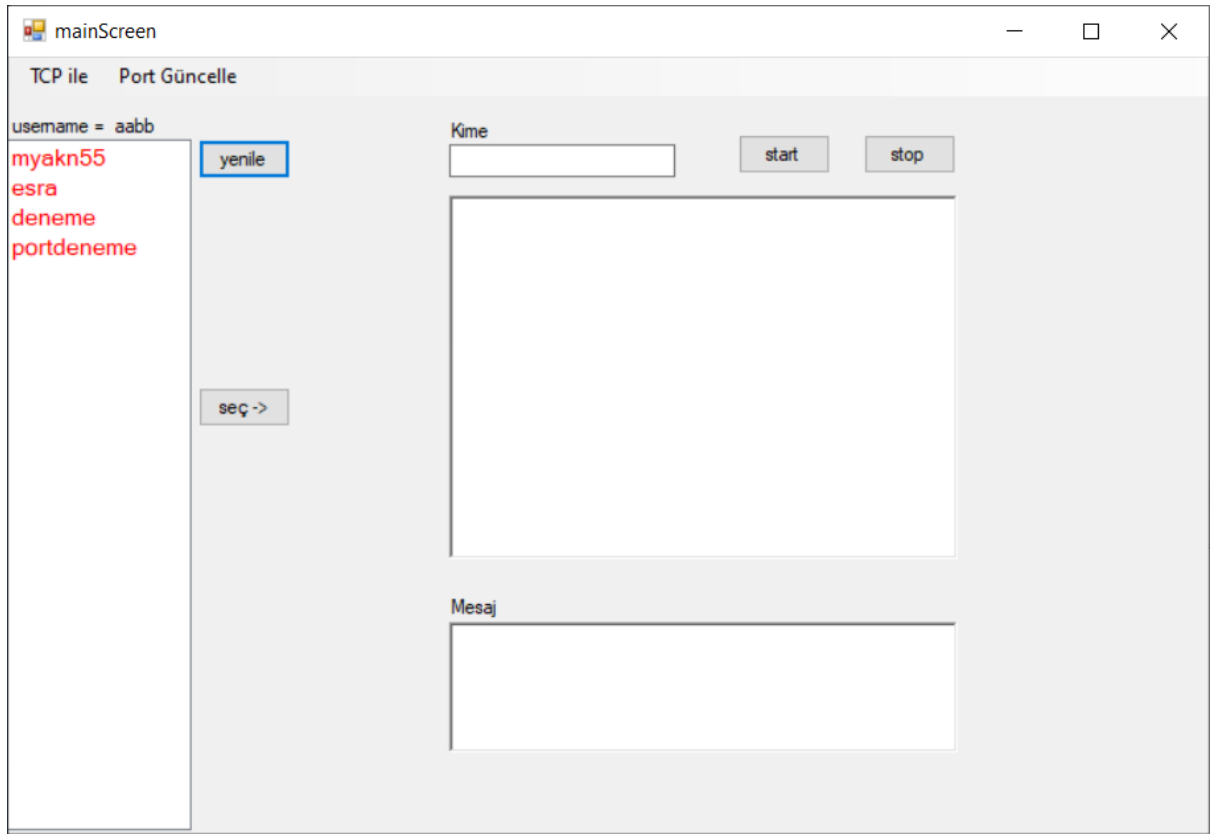 mainScreen
TCP ile Port Güncelle
username = aabb
myakn55
esra
deneme
portdeneme
yenile
seç ->
Kime
start stop
Mesaj